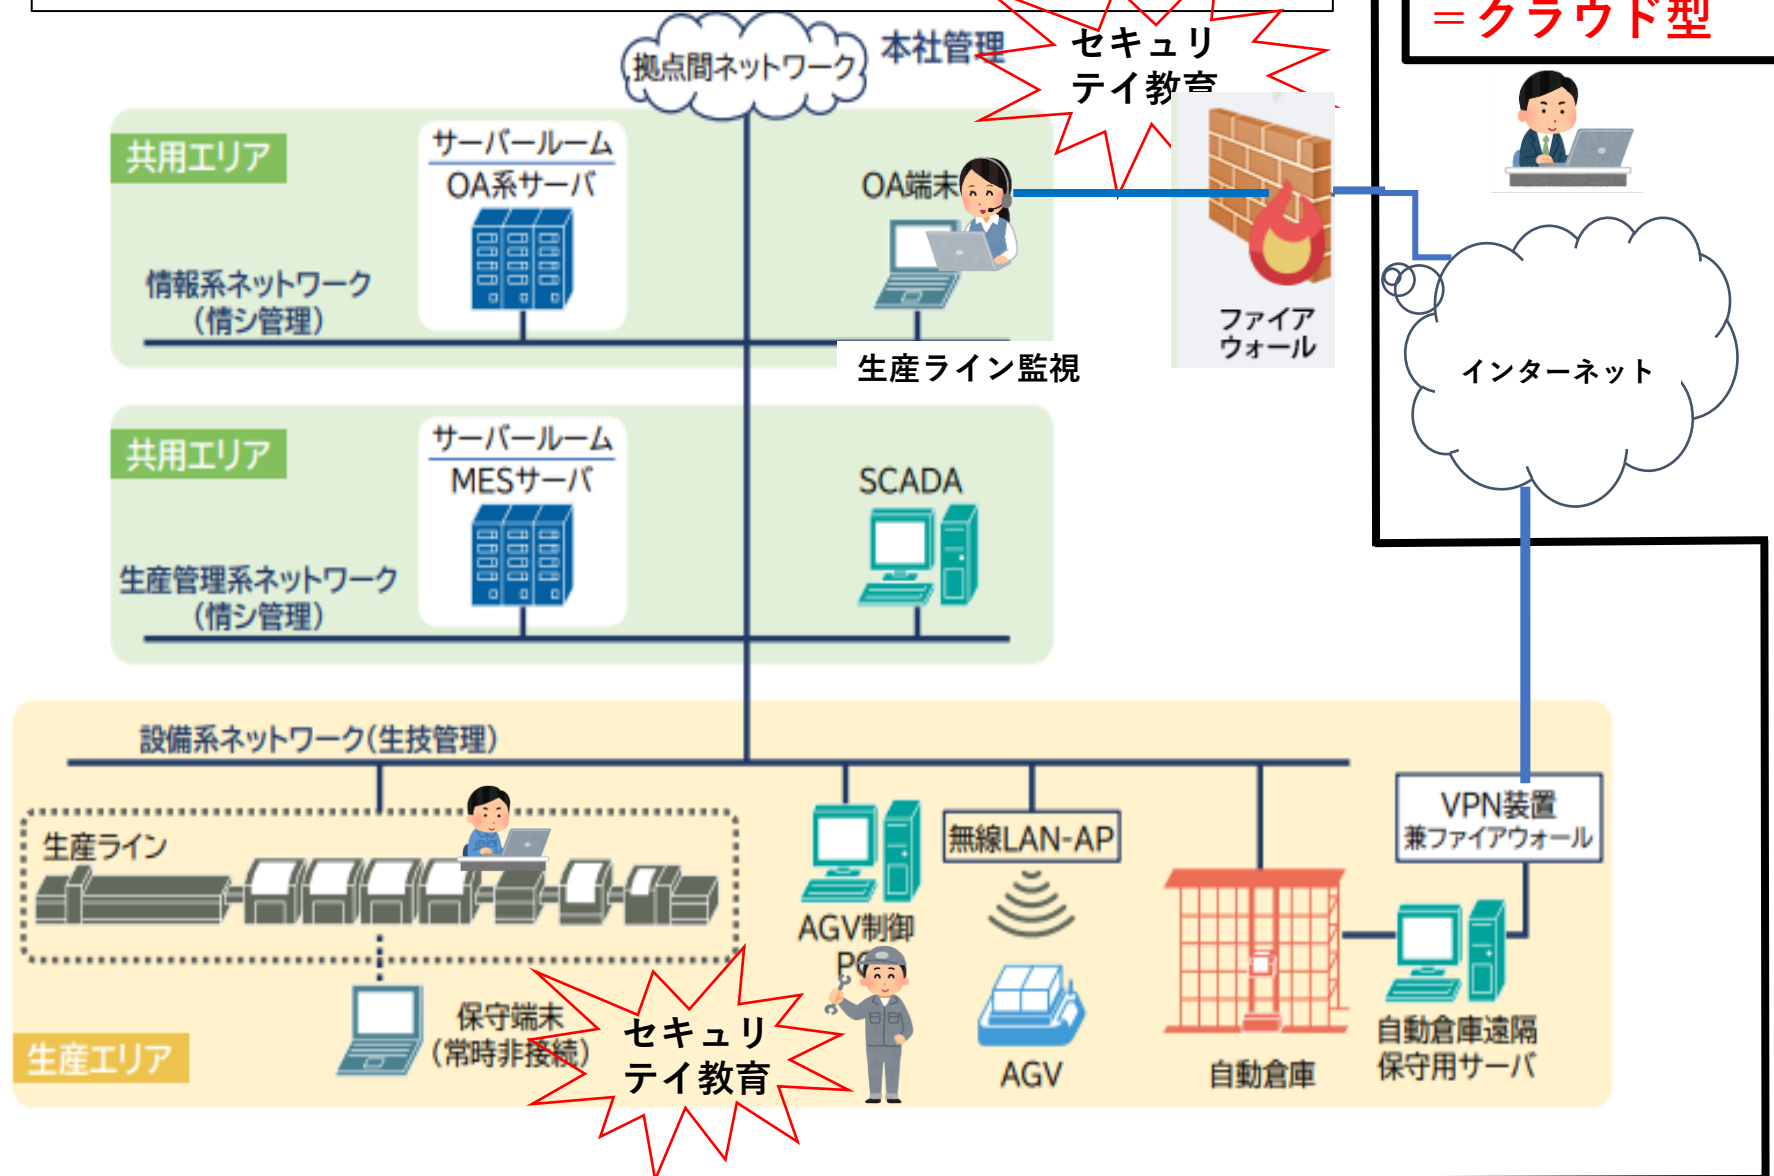 ＝クラウド型
拠点間ネットワーク
本社管理
セキュリ
テイ教育
共用エリア
サーバールーム
OA系サーバ
OA端末
情報系ネットワーク
（情シ管理）
生産ライン監視
ファイア
ウォール
インターネット
共用エリア
サーバールーム
MESサーバ
SCADA
生産管理系ネットワーク
（情シ管理）
設備系ネットワーク(生技管理)
生産ライン
AGV制御
PC
無線LAN-AP
VPN装置
兼ファイアウォール
保守端末
（常時非接続）
セキュリ
テイ教育
生産エリア
AGV
自動倉庫
自動倉庫遠隔
保守用サーバ